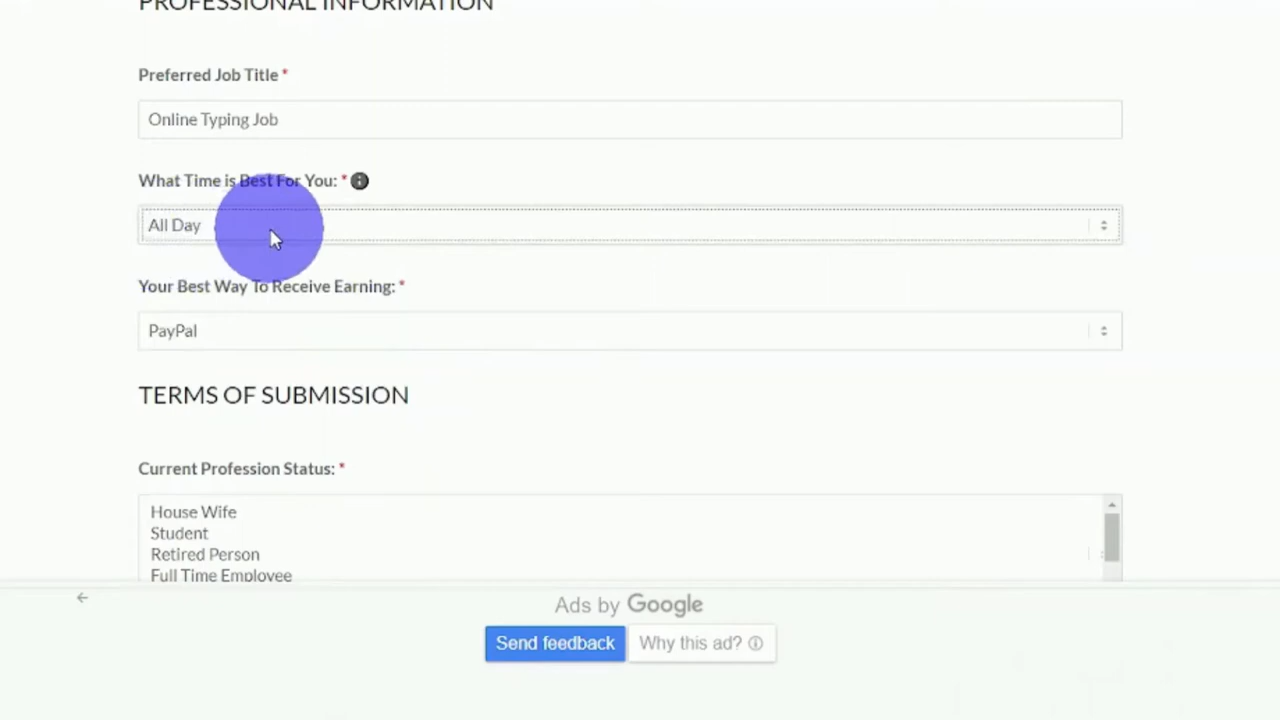 PROFESSIONAL INFORMATION
Preferred Job Title *
Online Typing Job
What Time is Best For You: *
All Day
Your Best Way To Receive Earning: *
PayPal
TERMS OF SUBMISSION
Current Profession Status: *
House Wife
Student
Retired Person
Full Time Employee
Ads by Google
Send feedback
Why this ad?